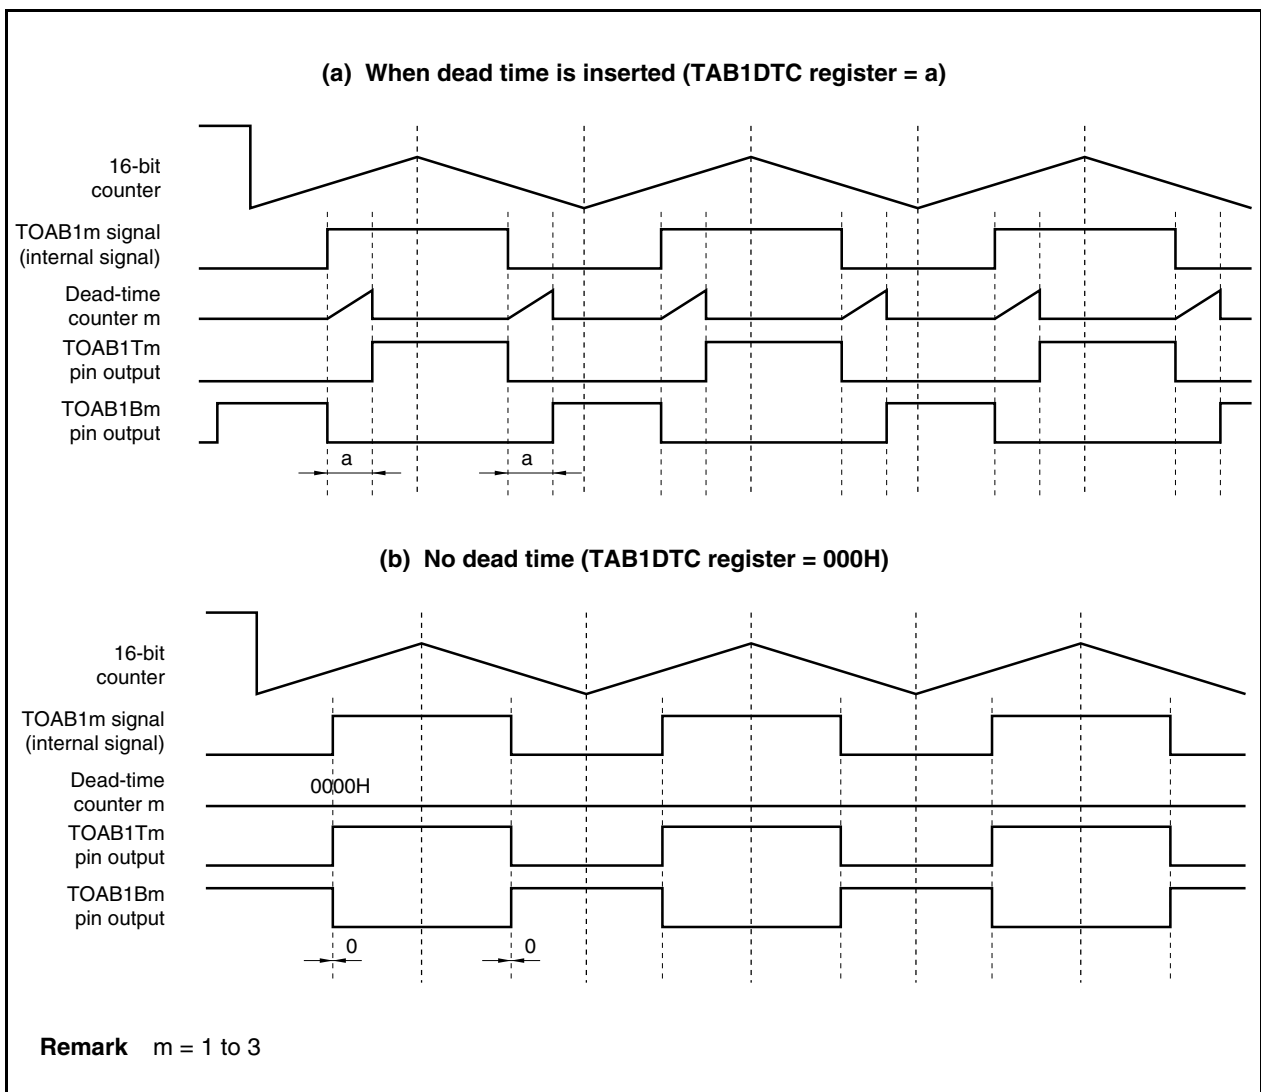 (a) When dead time is inserted (TAB1DTC register = a)
16-bit
counter
TOAB1m signal
(internal signal)
Dead-time
counter m
TOAB1Tm
pin output
TOAB1Bm
pin output
a
a
(b) No dead time (TAB1DTC register = 000H)
16-bit
counter
TOAB1m signal
(internal signal)
Dead-time
counter m
0000H
TOAB1Tm
pin output
TOAB1Bm
pin output
0
0
Remark m = 1 to 3